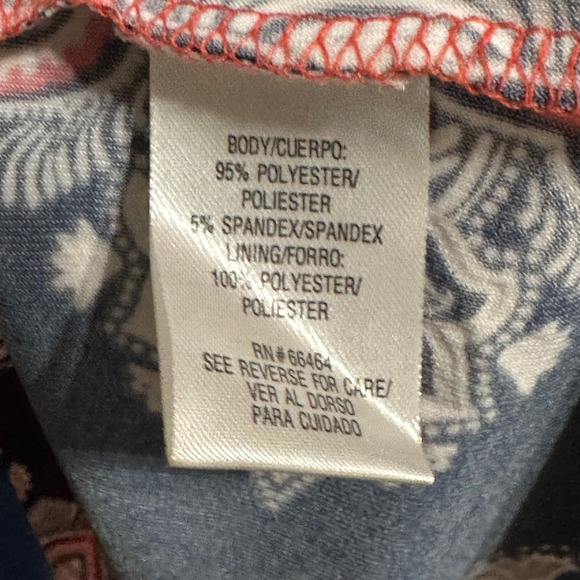 BODY/CUERPO:
95% POLYESTER/
POLIESTER
5% SPANDEX/SPANDEX
LINING/FORRO:
100% POLYESTER/
POLIESTER
RN# 66464
SEE REVERSE FOR CARE/
VER AL DORSO
PARA CUIDADO